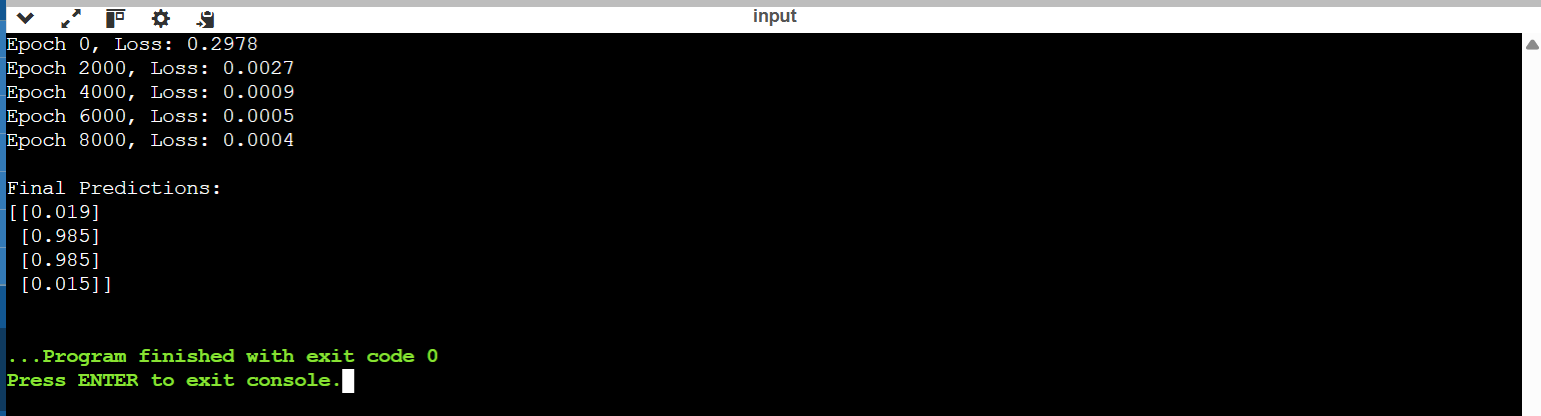 input
Epoch 0, Loss: 0.2978
Epoch 2000, Loss: 0.0027
Epoch 4000, Loss: 0.0009
Epoch 6000, Loss: 0.0005
Epoch 8000, Loss: 0.0004
Final Predictions:
[[0.019]
[0.985]
[0.985]
[0.015]]
...Program finished with exit code 0
Press ENTER to exit console.